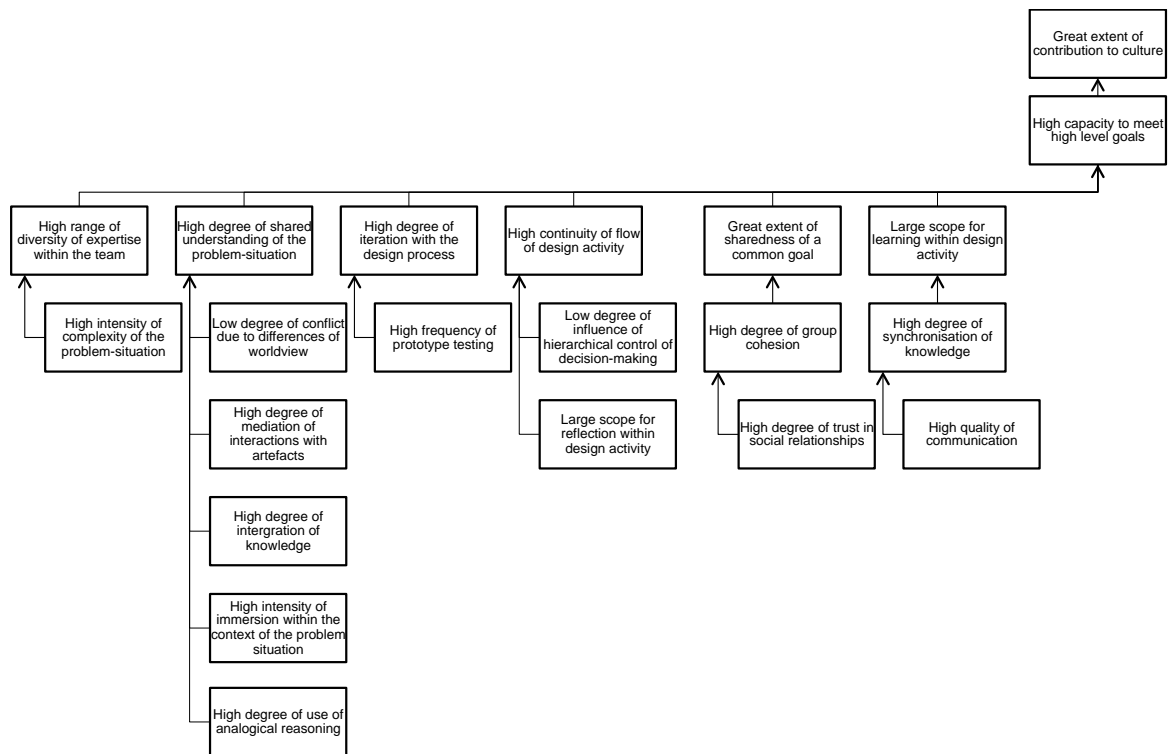 Great extent of
contribution to culture
High capacity to meet
high level goals
High range of
diversity of expertise
within the team
High degree of shared
understanding of the
problem-situation
High degree of
iteration with the
design process
High continuity of flow
of design activity
Great extent of
sharedness of a
common goal
Large scope for
learning within design
activity
High intensity of
complexity of the
problem-situation
Low degree of conflict
due to differences of
worldview
High frequency of
prototype testing
Low degree of
influence of
hierarchical control of
decision-making
High degree of group
cohesion
High degree of
synchronisation of
knowledge
High degree of
mediation of
interactions with
artefacts
Large scope for
reflection within
design activity
High degree of trust in
social relationships
High quality of
communication
High degree of
intergration of
knowledge
High intensity of
immersion within the
context of the problem
situation
High degree of use of
analogical reasoning